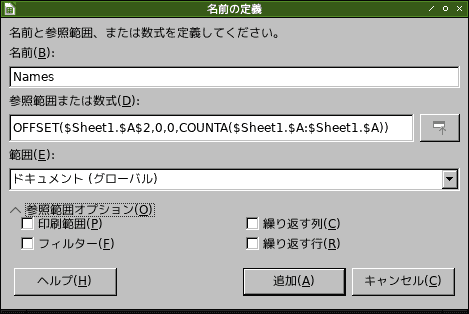 名前の定義
名前と参照範囲、または数式を定義してください。
名前(B):
Names
参照範囲または数式(D):
OFFSET($Sheet1.$A$2,0,0,COUNTA($Sheet1.$A:$Sheet1.$A))
範囲(E):
ドキュメント (グローバル)
参照範囲オプション(O)
印刷範囲(P) 繰り返す列(C)
フィルター(F) 繰り返す行(R)
ヘルプ(H) 追加(A) キャンセル(C)